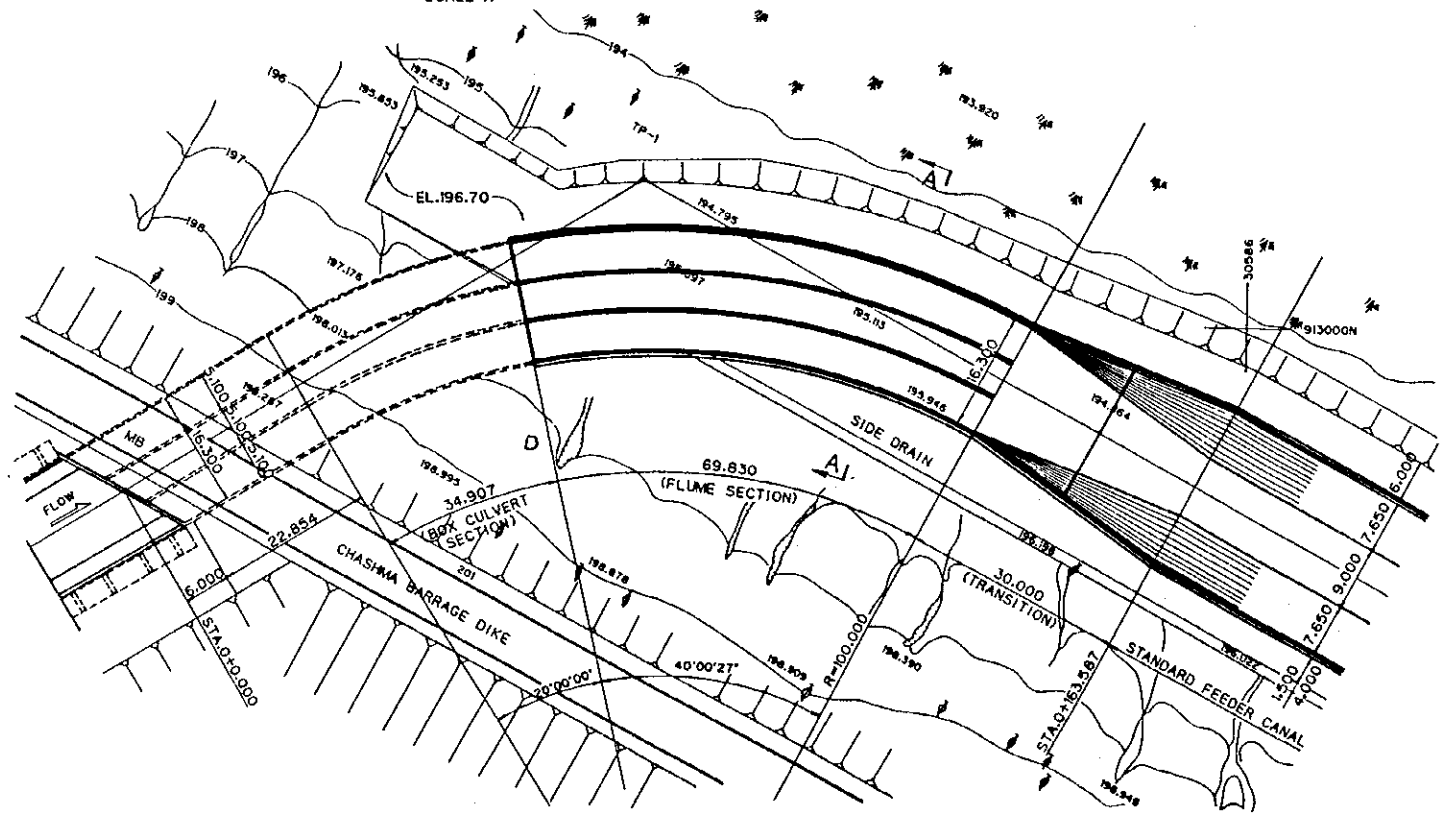 194
196
195.253
195
195.853
193.920
TP-1
197
A
EL.196.70
198
194.795
197.176
30586
199
198.013
195.113
913000N
16.300
194.464
195.946
MB
16.300
SIDE DRAIN
D
A
69.830
(FLUME SECTION)
198.995
34.907
(BOX CULVERT
SECTION)
FLOW
22.854
6.000
7.650
9.000
7.650
196.198
30.000
(TRANSITION)
6.000
201
198.878
CHASHMA BARRAGE DIKE
STA.0+0.000
STANDARD FEEDER CANAL
1.500
4.000
198.390
198.909
R=100.000
40°00'27"
20°00'00"
STA.0+163.587
198.948